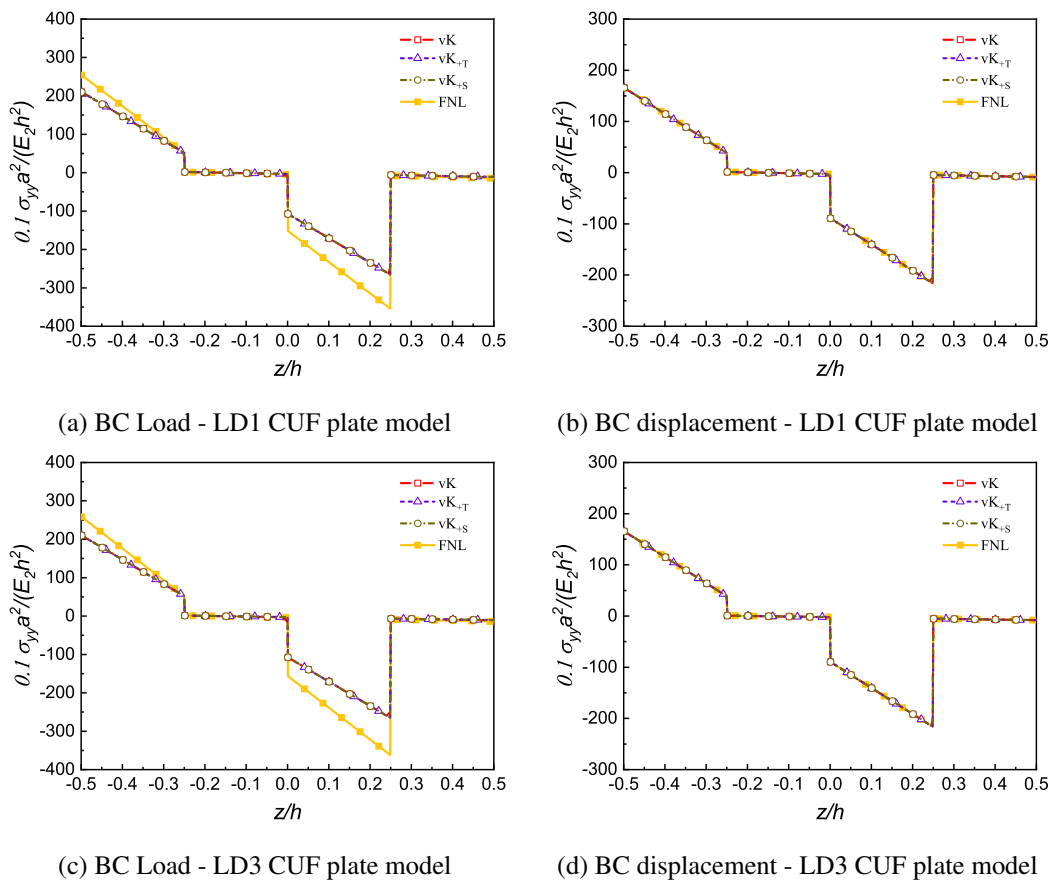 400
300
200
100
0
-100
-200
-300
-400
0.1 σyy a²/(E₂h²)
-0.5 -0.4 -0.3 -0.2 -0.1 0.0 0.1 0.2 0.3 0.4 0.5
z/h
vK
vK+T
vK+S
FNL
(a) BC Load - LD1 CUF plate model
300
200
100
0
-100
-200
-300
0.1 σyy a²/(E₂h²)
-0.5 -0.4 -0.3 -0.2 -0.1 0.0 0.1 0.2 0.3 0.4 0.5
z/h
vK
vK+T
vK+S
FNL
(b) BC displacement - LD1 CUF plate model
400
300
200
100
0
-100
-200
-300
-400
0.1 σyy a²/(E₂h²)
-0.5 -0.4 -0.3 -0.2 -0.1 0.0 0.1 0.2 0.3 0.4 0.5
z/h
vK
vK+T
vK+S
FNL
(c) BC Load - LD3 CUF plate model
300
200
100
0
-100
-200
-300
0.1 σyy a²/(E₂h²)
-0.5 -0.4 -0.3 -0.2 -0.1 0.0 0.1 0.2 0.3 0.4 0.5
z/h
vK
vK+T
vK+S
FNL
(d) BC displacement - LD3 CUF plate model